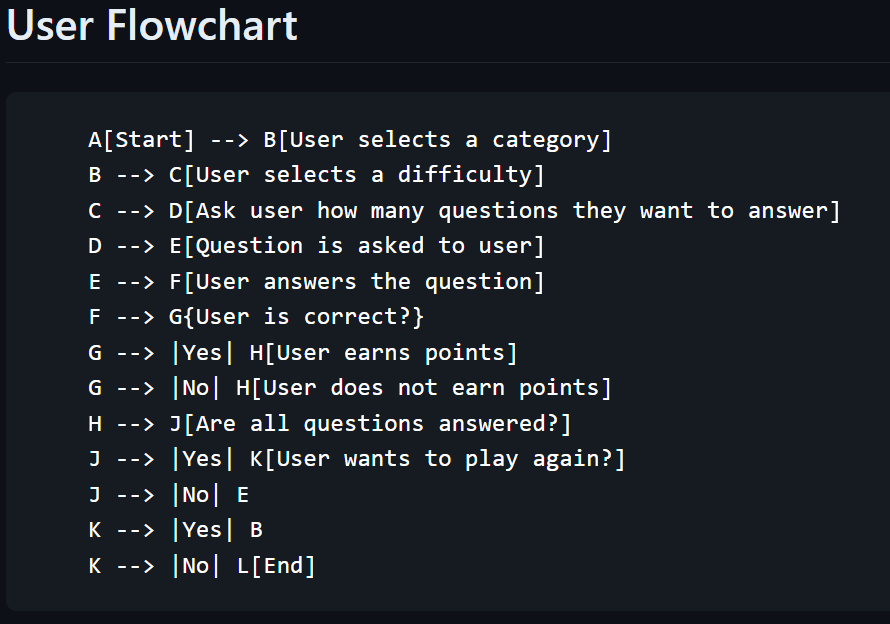 User Flowchart
A[Start] --> B[User selects a category]
B --> C[User selects a difficulty]
C --> D[Ask user how many questions they want to answer]
D --> E[Question is asked to user]
E --> F[User answers the question]
F --> G{User is correct?}
G --> |Yes| H[User earns points]
G --> |No| H[User does not earn points]
H --> J[Are all questions answered?]
J --> |Yes| K[User wants to play again?]
J --> |No| E
K --> |Yes| B
K --> |No| L[End]